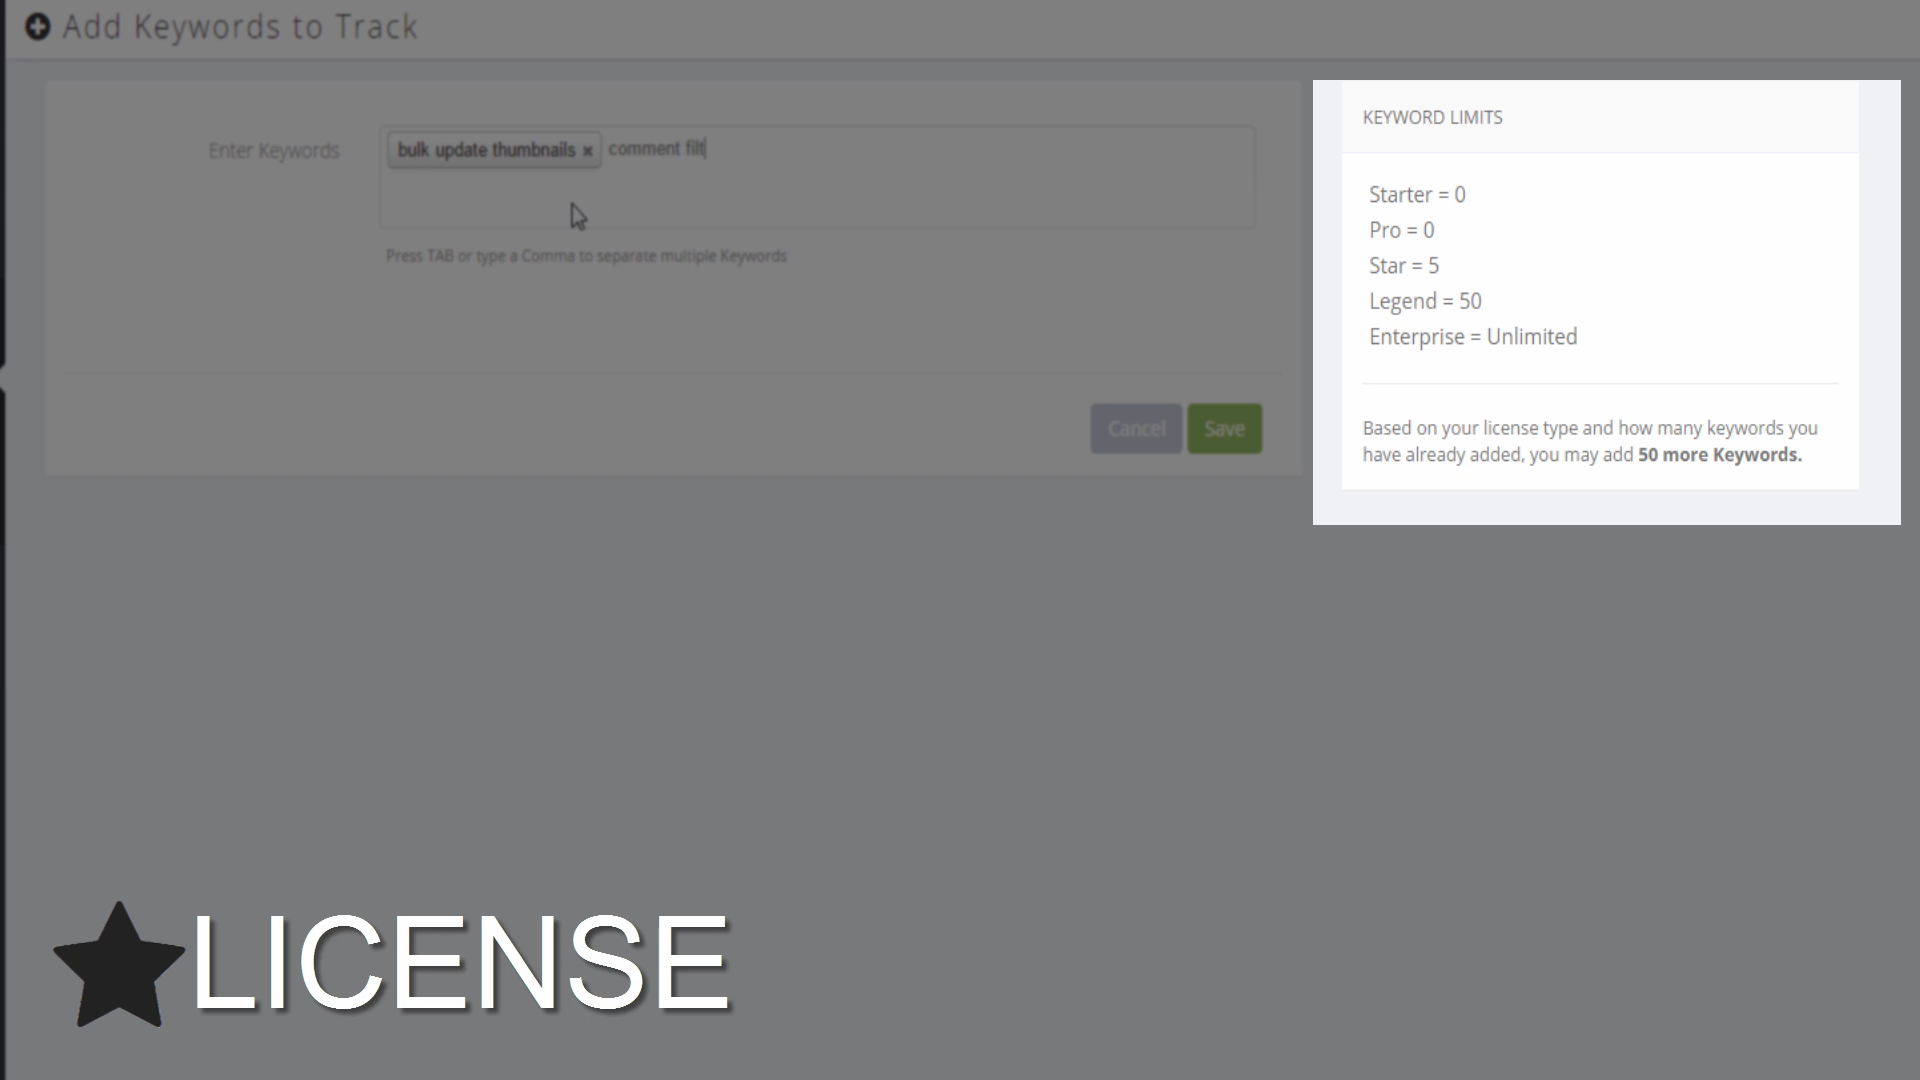 Add Keywords to Track
Enter Keywords
bulk update thumbnails × comment filt
Press TAB or type a Comma to separate multiple Keywords
Cancel
Save
KEYWORD LIMITS
Starter = 0
Pro = 0
Star = 5
Legend = 50
Enterprise = Unlimited
Based on your license type and how many keywords you
have already added, you may add 50 more Keywords.
LICENSE